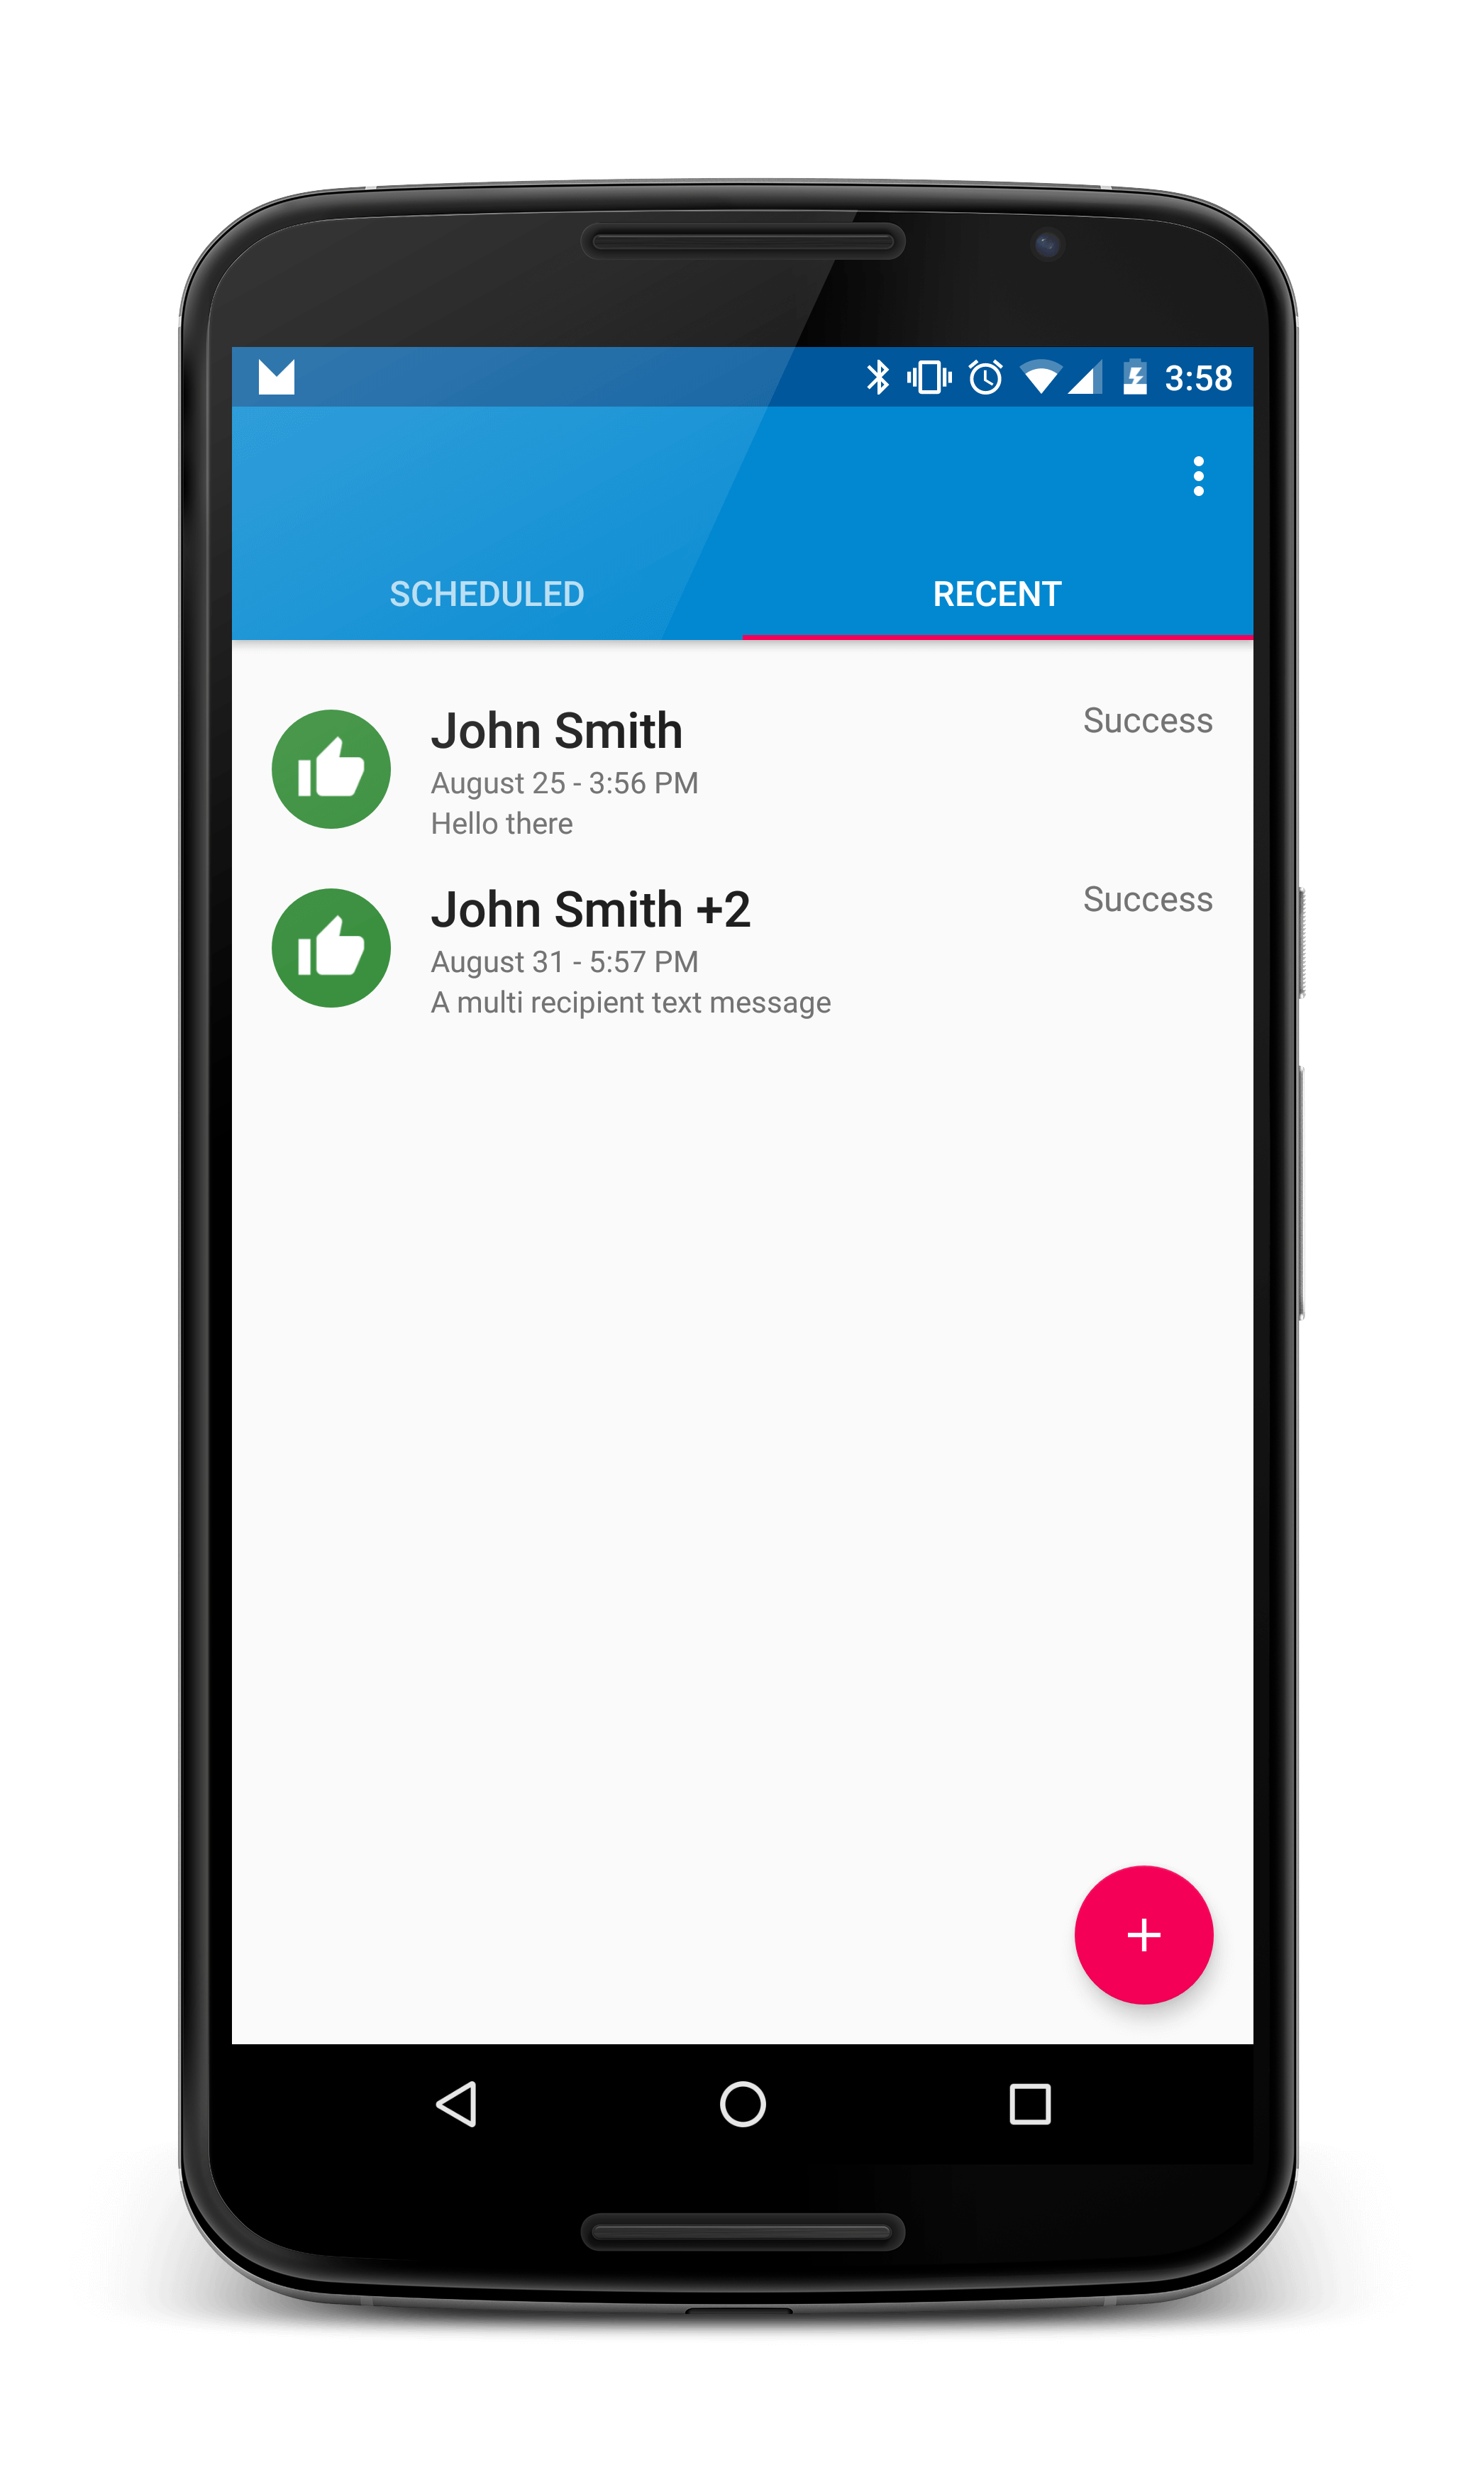 3:58
SCHEDULED
RECENT
John Smith
Success
August 25 - 3:56 PM
Hello there
John Smith +2
Success
August 31 - 5:57 PM
A multi recipient text message